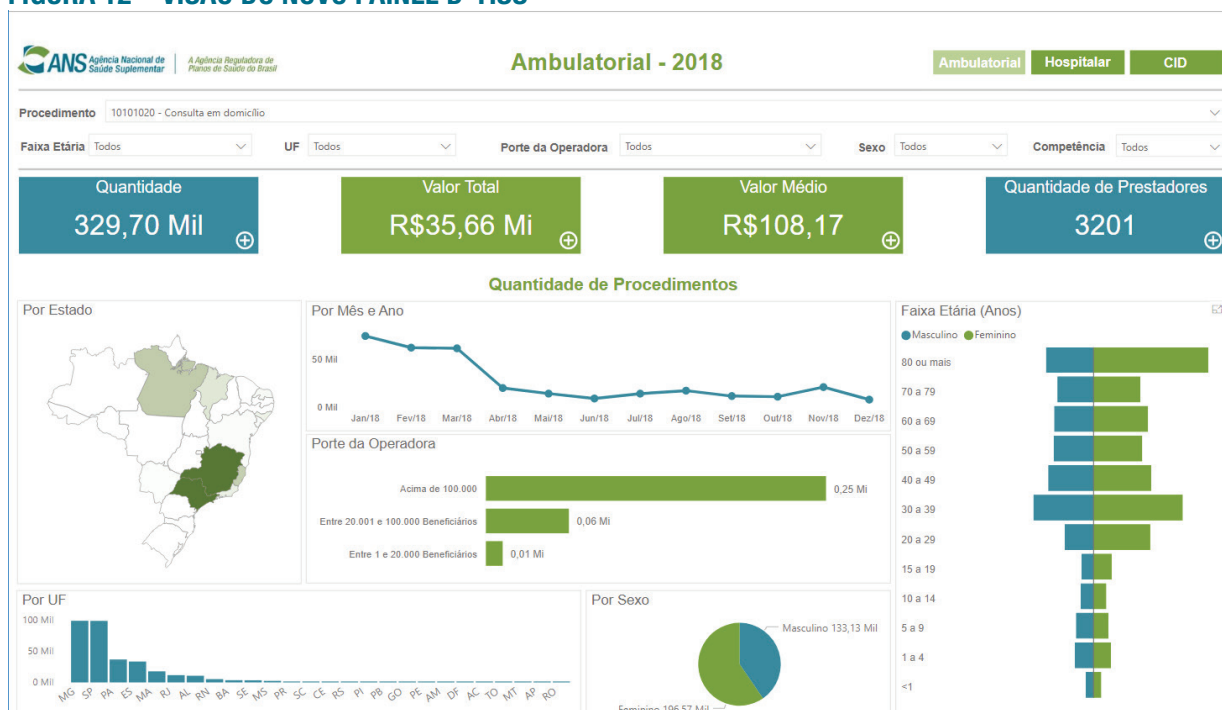 FIGURA 12 – VISÃO DO NOVO PAINEL D-TISS
ANS Agência Nacional de Saúde Suplementar
A Agência Reguladora de Planos de Saúde do Brasil
Ambulatorial - 2018
Ambulatorial Hospitalar CID
Procedimento 10101020 - Consulta em domicílio
Faixa Etária Todos UF Todos Porte da Operadora Todos Sexo Todos Competência Todos
Quantidade
329,70 Mil
Valor Total
R$35,66 Mi
Valor Médio
R$108,17
Quantidade de Prestadores
3201
Quantidade de Procedimentos
Por Estado
Por Mês e Ano
50 Mil
0 Mil
Jan/18 Fev/18 Mar/18 Abr/18 Mai/18 Jun/18 Jul/18 Ago/18 Set/18 Out/18 Nov/18 Dez/18
Porte da Operadora
Acima de 100.000 0,25 Mi
Entre 20.001 e 100.000 Beneficiários 0,06 Mi
Entre 1 e 20.000 Beneficiários 0,01 Mi
Faixa Etária (Anos)
Masculino Feminino
80 ou mais
70 a 79
60 a 69
50 a 59
40 a 49
30 a 39
20 a 29
15 a 19
10 a 14
5 a 9
1 a 4
<1
Por UF
100 Mil
50 Mil
0 Mil
MG SP PA ES MA RJ AL RN BA SE MS PR SC CE RS PI PB GO PE AM DF AC TO MT AP RO
Por Sexo
Masculino 133,13 Mil
Feminino 196,57 Mil